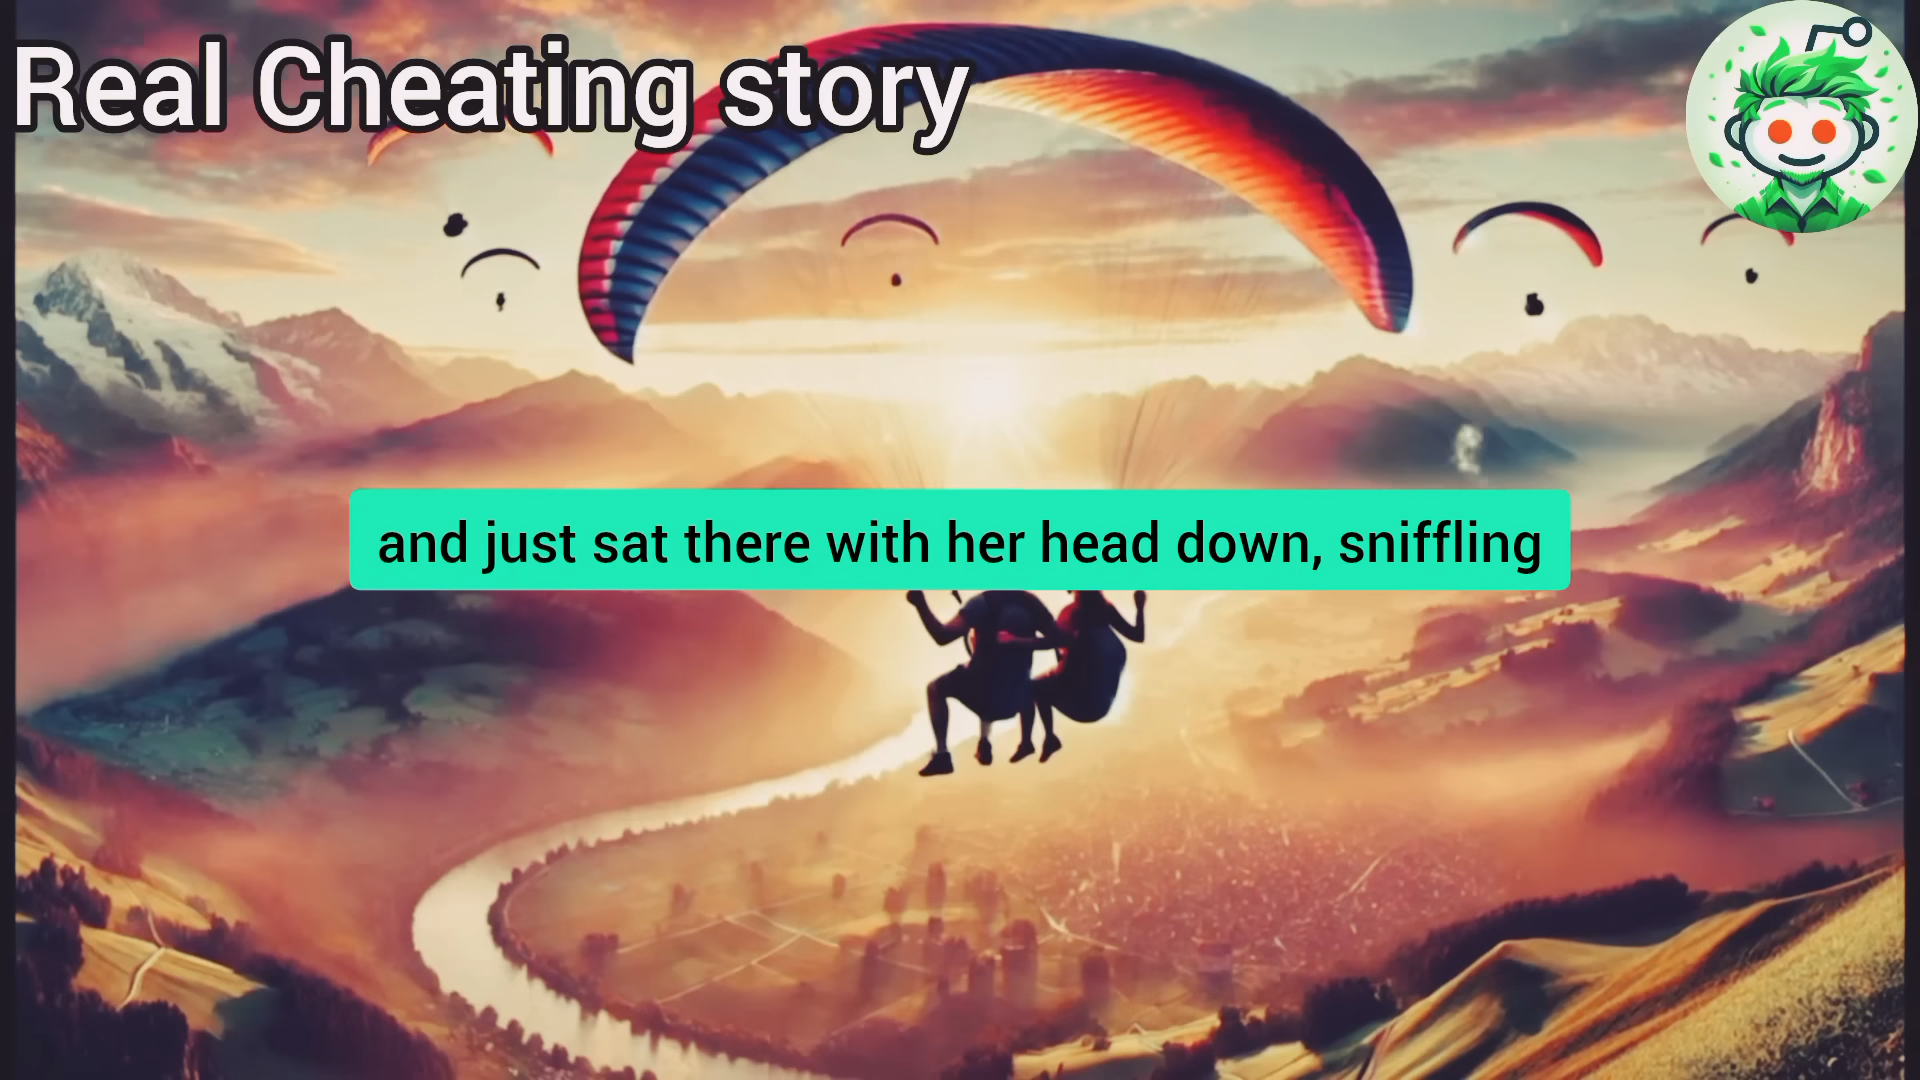 Real Cheating story
and just sat there with her head down, sniffling